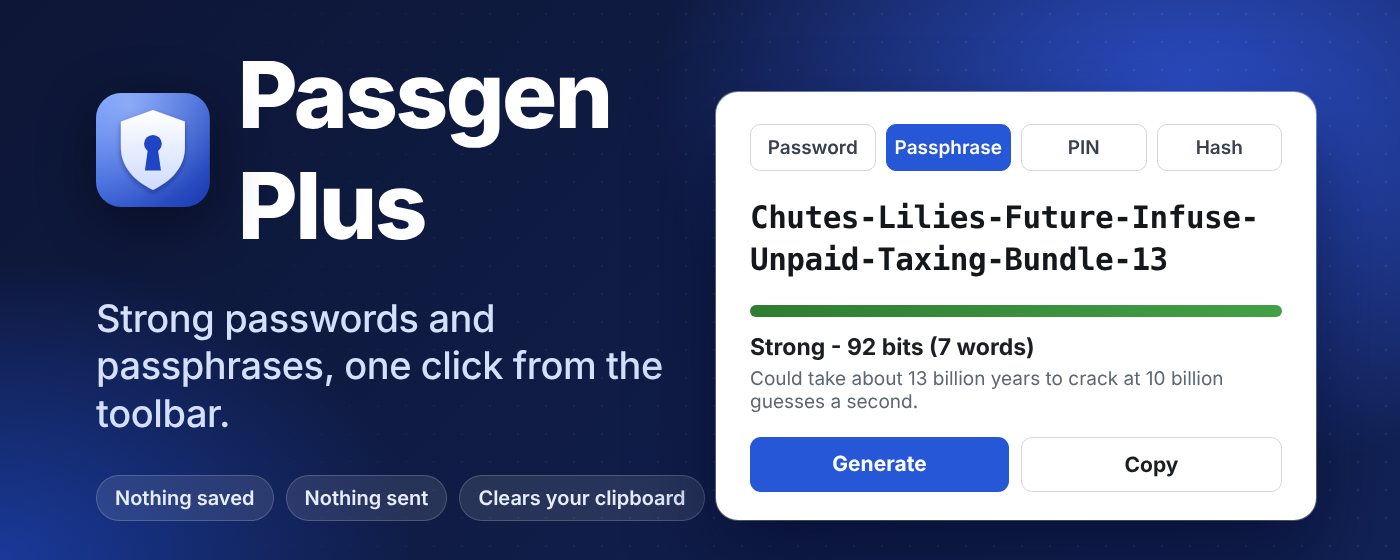 Passgen
Plus
Strong passwords and
passphrases, one click from the
toolbar.
Nothing saved
Nothing sent
Clears your clipboard
Password
Passphrase
PIN
Hash
Chutes-Lilies-Future-Infuse-
Unpaid-Taxing-Bundle-13
Strong - 92 bits (7 words)
Could take about 13 billion years to crack at 10 billion
guesses a second.
Generate
Copy